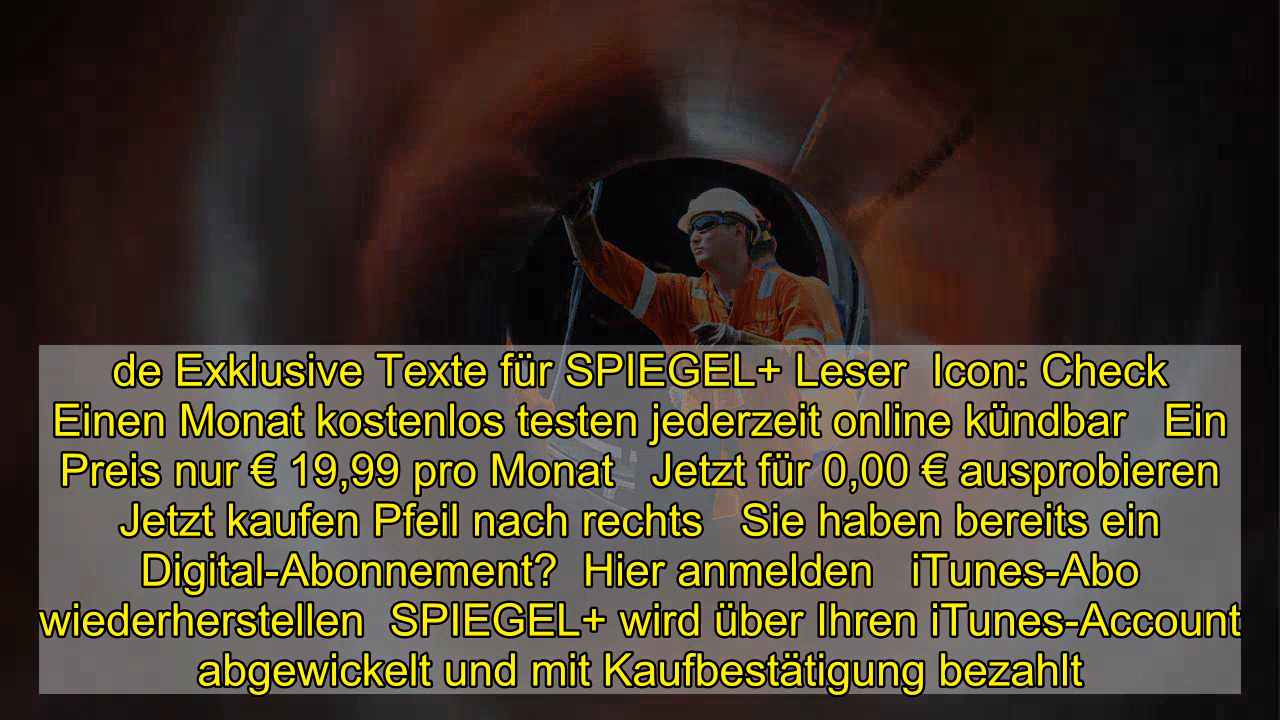 de Exklusive Texte für SPIEGEL+ Leser  Icon: Check
Einen Monat kostenlos testen jederzeit online kündbar   Ein
Preis nur € 19,99 pro Monat   Jetzt für 0,00 € ausprobieren
Jetzt kaufen Pfeil nach rechts   Sie haben bereits ein
Digital-Abonnement?  Hier anmelden   iTunes-Abo
wiederherstellen  SPIEGEL+ wird über Ihren iTunes-Account
abgewickelt und mit Kaufbestätigung bezahlt